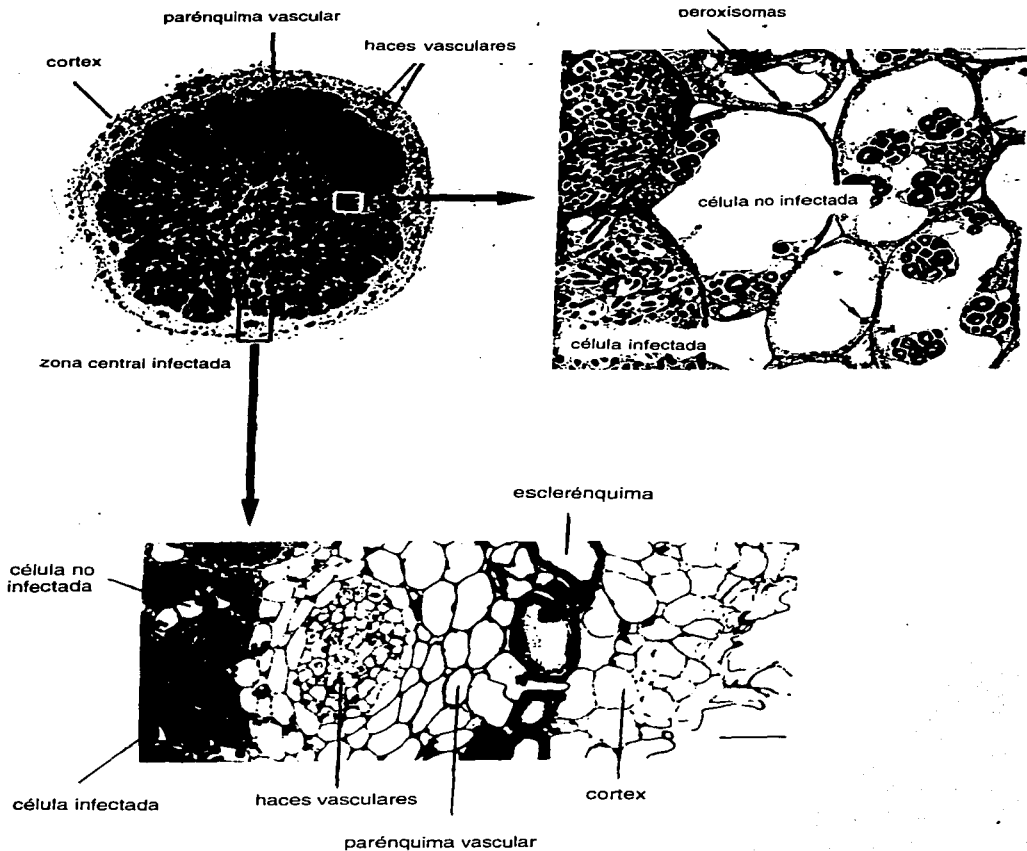 parénquima vascular
haces vasculares
cortex
zona central infectada
peroxisomas
célula no infectada
célula infectada
esclerénquima
célula no
infectada
célula infectada
haces vasculares
parénquima vascular
cortex